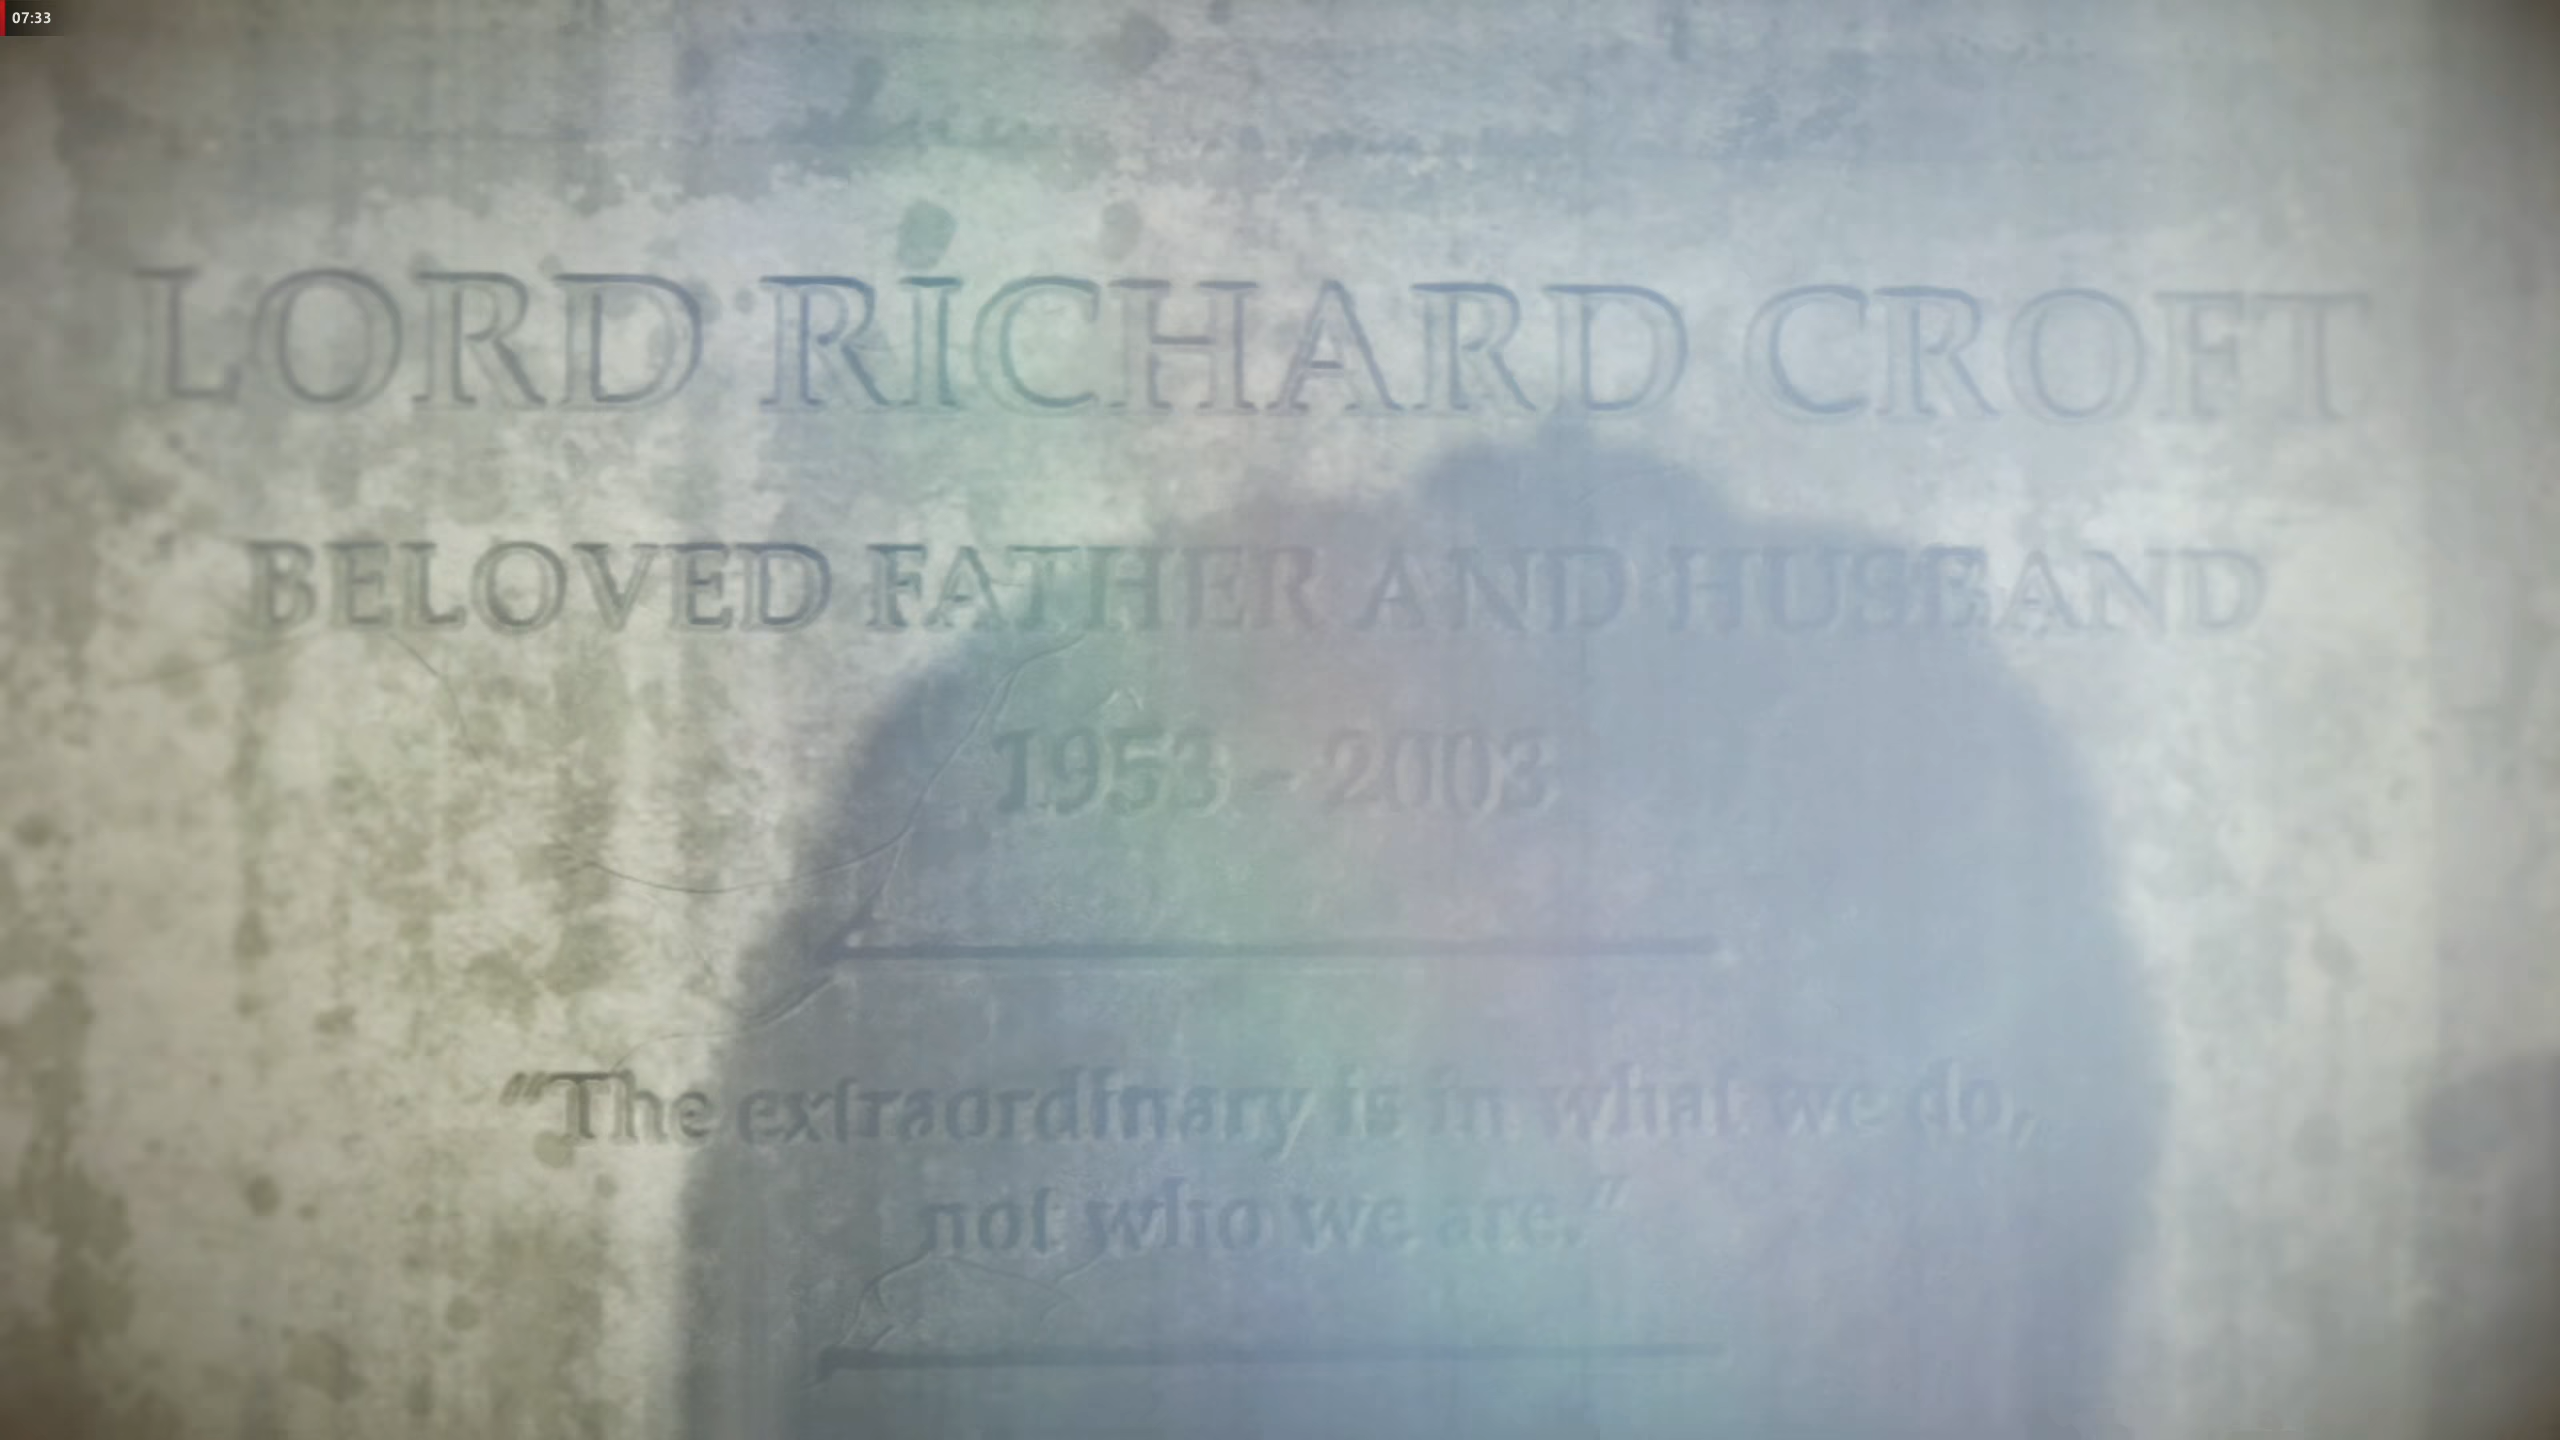 07:33
LORD RICHARD CROFT
BELOVED FATHER AND HUSBAND
1953 - 2003
"The extraordinary is in what we do,
not who we are."